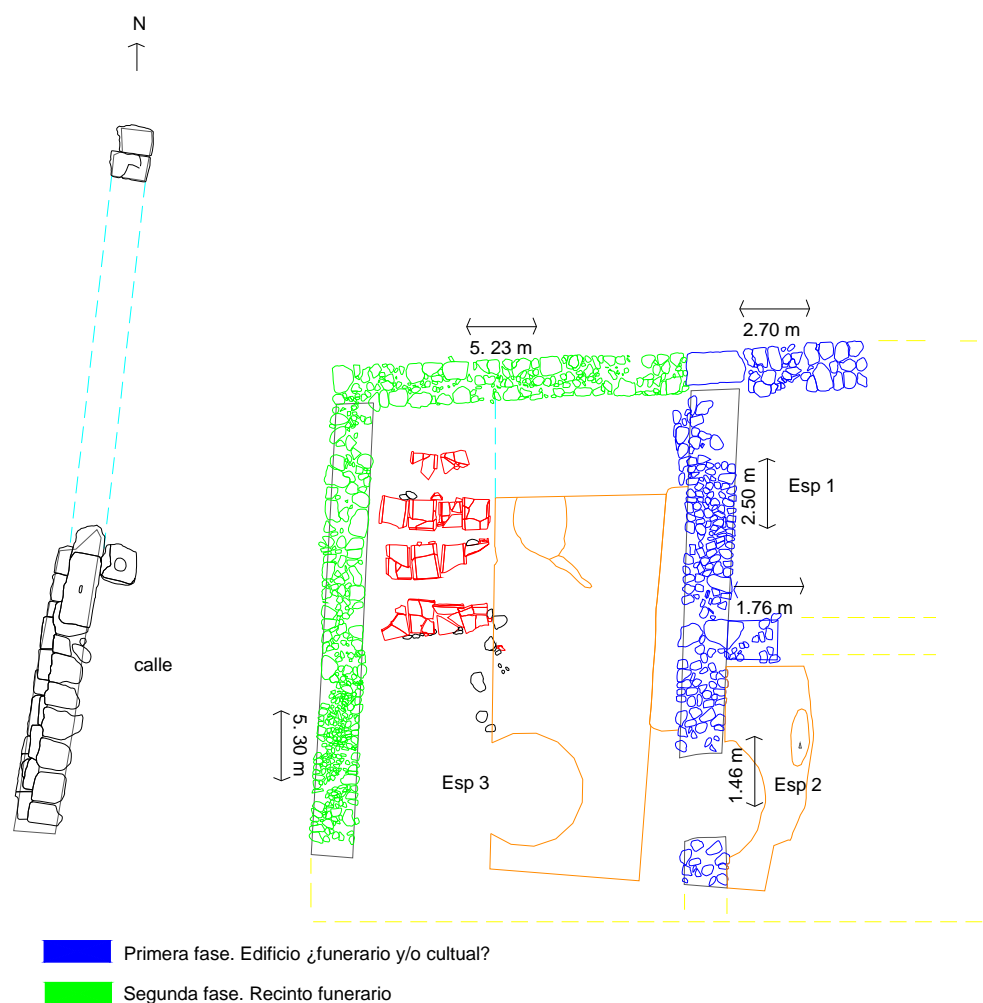 N
2.70 m
5. 23 m
Esp 1
2.50 m
1.76 m
calle
5. 30 m
Esp 3
1.46 m
Esp 2
Primera fase. Edificio ¿funerario y/o cultual?
Segunda fase. Recinto funerario